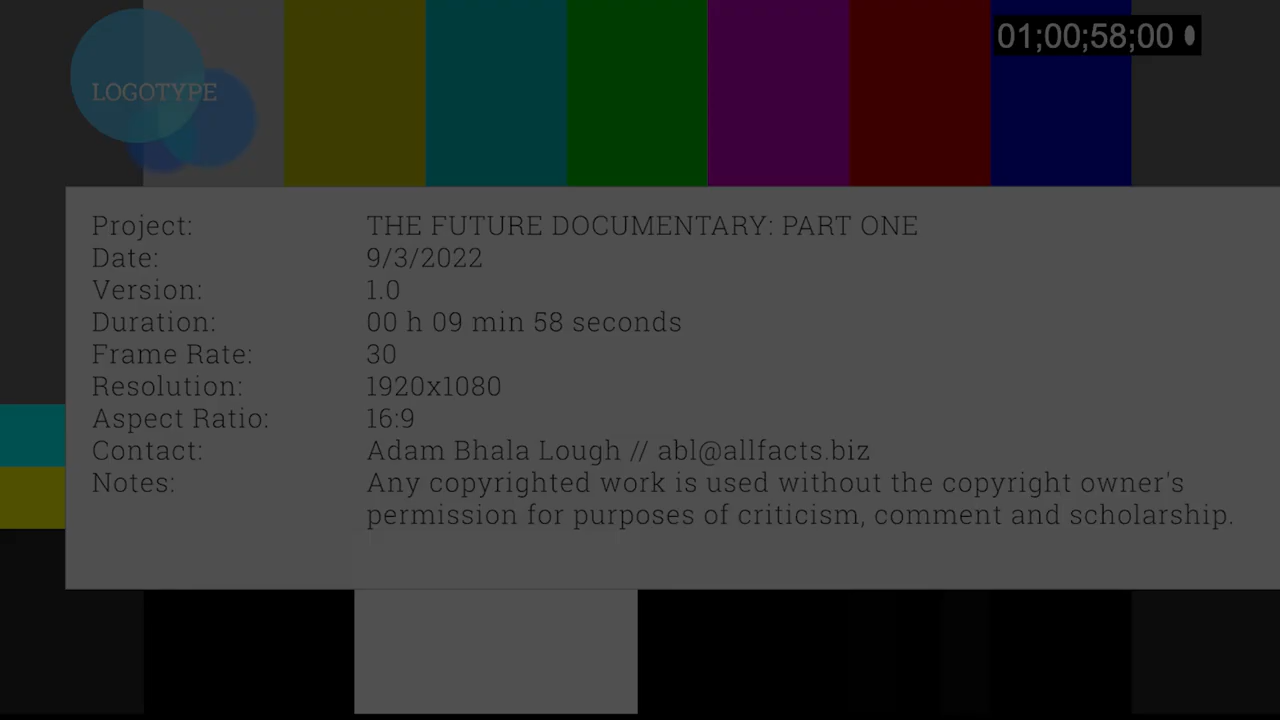 LOGOTYPE
01;00;58;00
Project: THE FUTURE DOCUMENTARY: PART ONE
Date: 9/3/2022
Version: 1.0
Duration: 00 h 09 min 58 seconds
Frame Rate: 30
Resolution: 1920x1080
Aspect Ratio: 16:9
Contact: Adam Bhala Lough // abl@allfacts.biz
Notes: Any copyrighted work is used without the copyright owner's
permission for purposes of criticism, comment and scholarship.